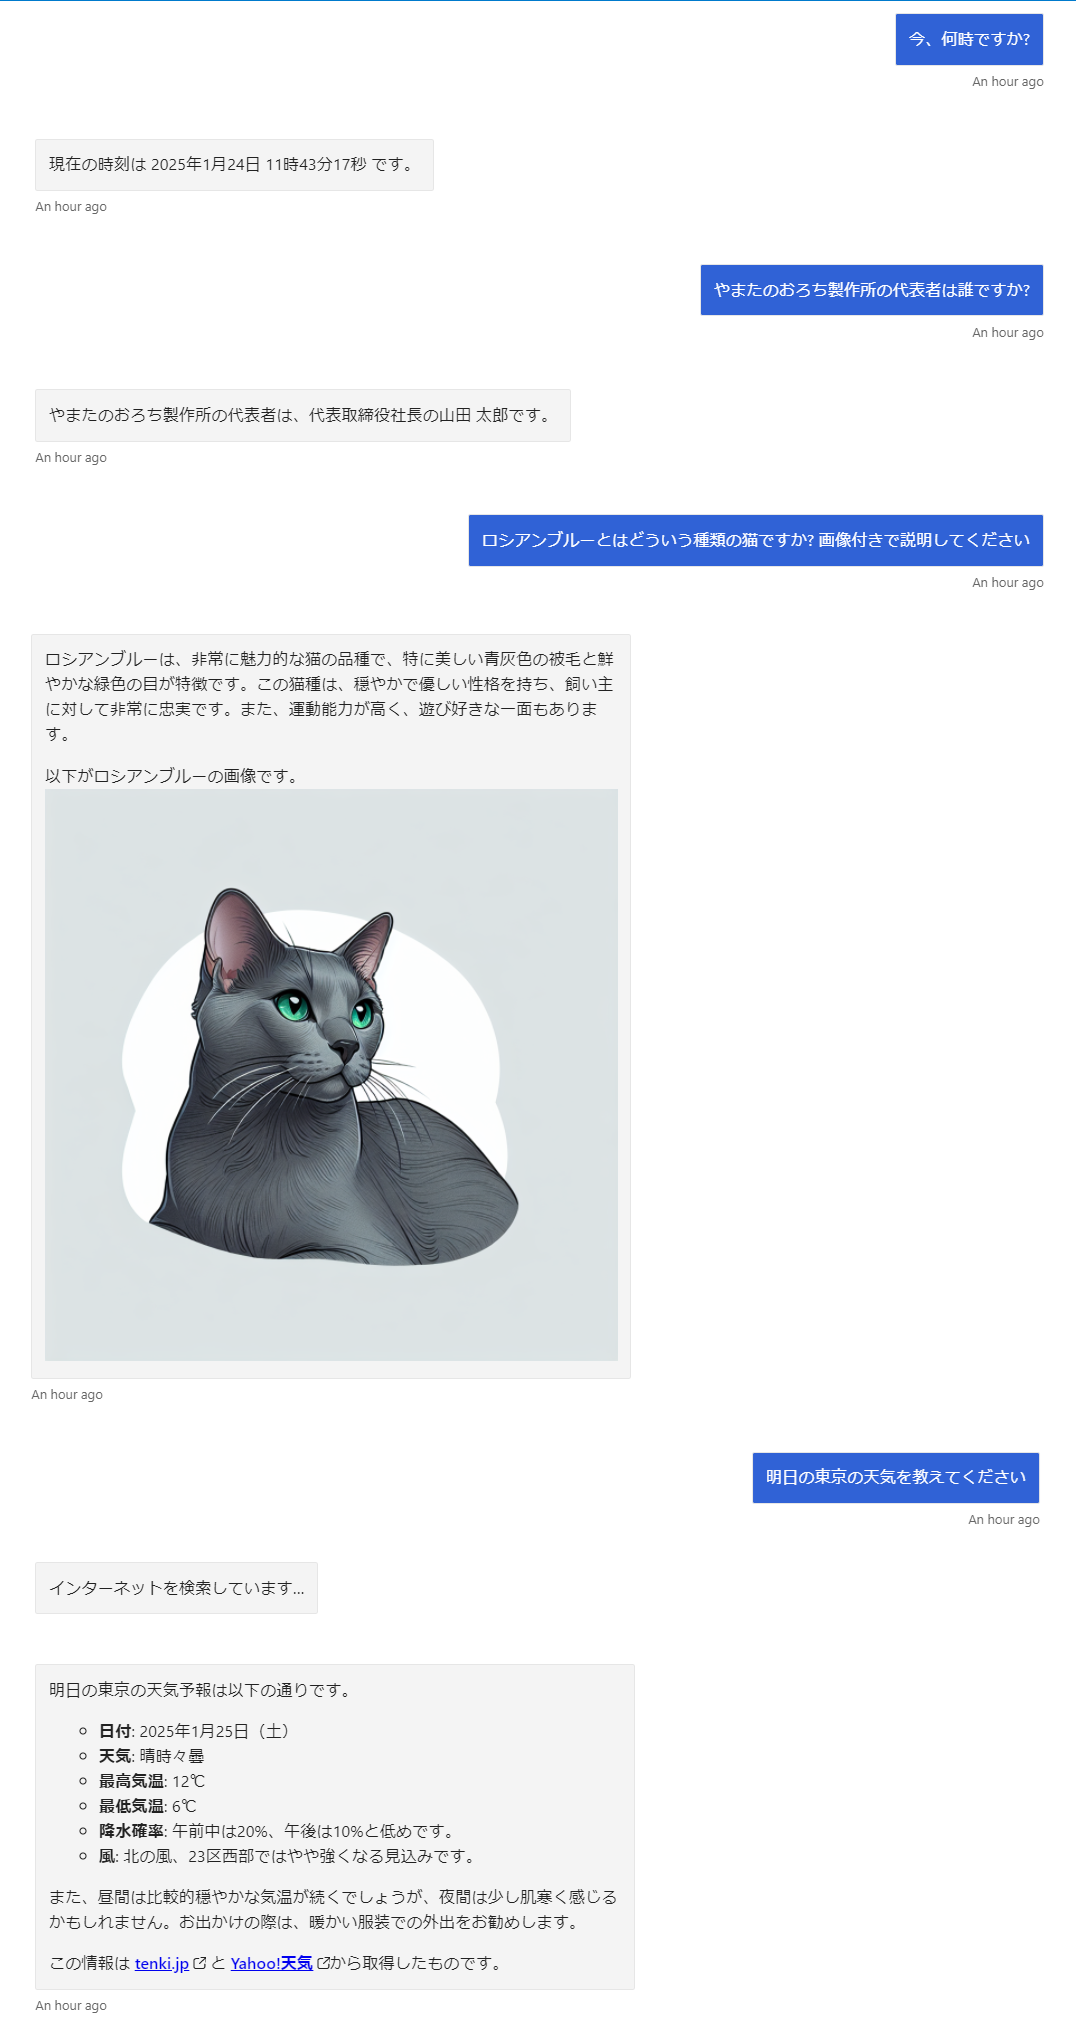 今、何時ですか?
An hour ago
現在の時刻は 2025年1月24日 11時43分17秒 です。
An hour ago
やまたのおろち製作所の代表者は誰ですか?
An hour ago
やまたのおろち製作所の代表者は、代表取締役社長の山田 太郎です。
An hour ago
ロシアンブルーとはどういう種類の猫ですか? 画像付きで説明してください
An hour ago
ロシアンブルーは、非常に魅力的な猫の品種で、特に美しい青灰色の被毛と鮮
やかな緑色の目が特徴です。この猫種は、穏やかで優しい性格を持ち、飼い主
に対して非常に忠実です。また、運動能力が高く、遊び好きな一面もありま
す。
以下がロシアンブルーの画像です。
An hour ago
明日の東京の天気を教えてください
An hour ago
インターネットを検索しています...
明日の東京の天気予報は以下の通りです。
日付: 2025年1月25日（土）
天気: 晴時々曇
最高気温: 12℃
最低気温: 6℃
降水確率: 午前中は20%、午後は10%と低めです。
風: 北の風、23区西部ではやや強くなる見込みです。
また、昼間は比較的穏やかな気温が続くでしょうが、夜間は少し肌寒く感じる
かもしれません。お出かけの際は、暖かい服装での外出をお勧めします。
この情報は tenki.jp と Yahoo!天気 から取得したものです。
An hour ago